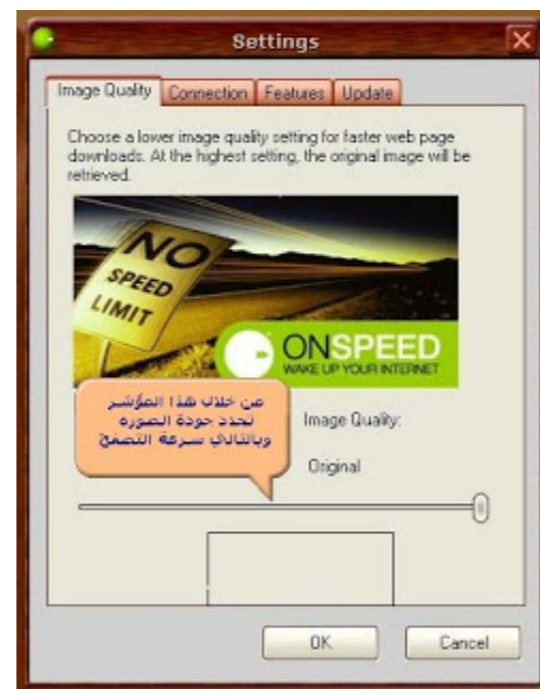 Settings
Image Quality Connection Features Update
Choose a lower image quality setting for faster web page
downloads. At the highest setting, the original image will be
retrieved.
NO
SPEED
LIMIT
ONSPEED
WAKE UP YOUR INTERNET
من خلال هذا المؤشر
تحدد جودة الصوره
وبالتالي سرعة التصفح
Image Quality:
Original
OK Cancel